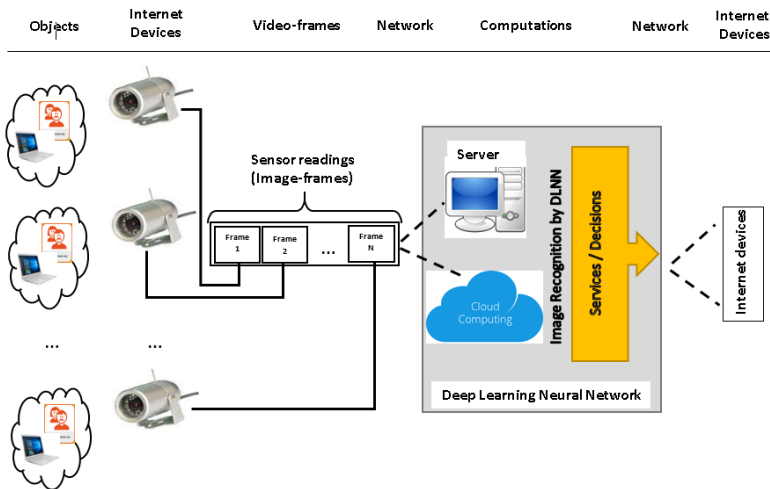 Objects
Internet
Devices
Video-frames
Network
Computations
Network
Internet
Devices
Sensor readings
(Image-frames)
Frame
1
Frame
2
...
Frame
N
Server
Cloud
Computing
Image Recognition by DLNN
Services / Decisions
Internet devices
...
...
Deep Learning Neural Network